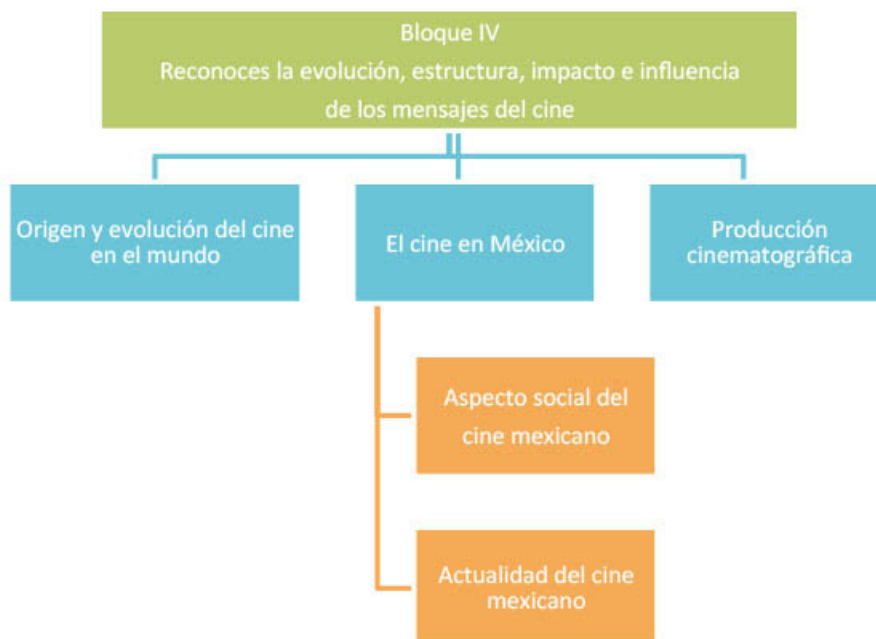 Bloque IV
Reconoces la evolución, estructura, impacto e influencia
de los mensajes del cine
Origen y evolución del cine
en el mundo
El cine en México
Producción
cinematográfica
Aspecto social del
cine mexicano
Actualidad del cine
mexicano